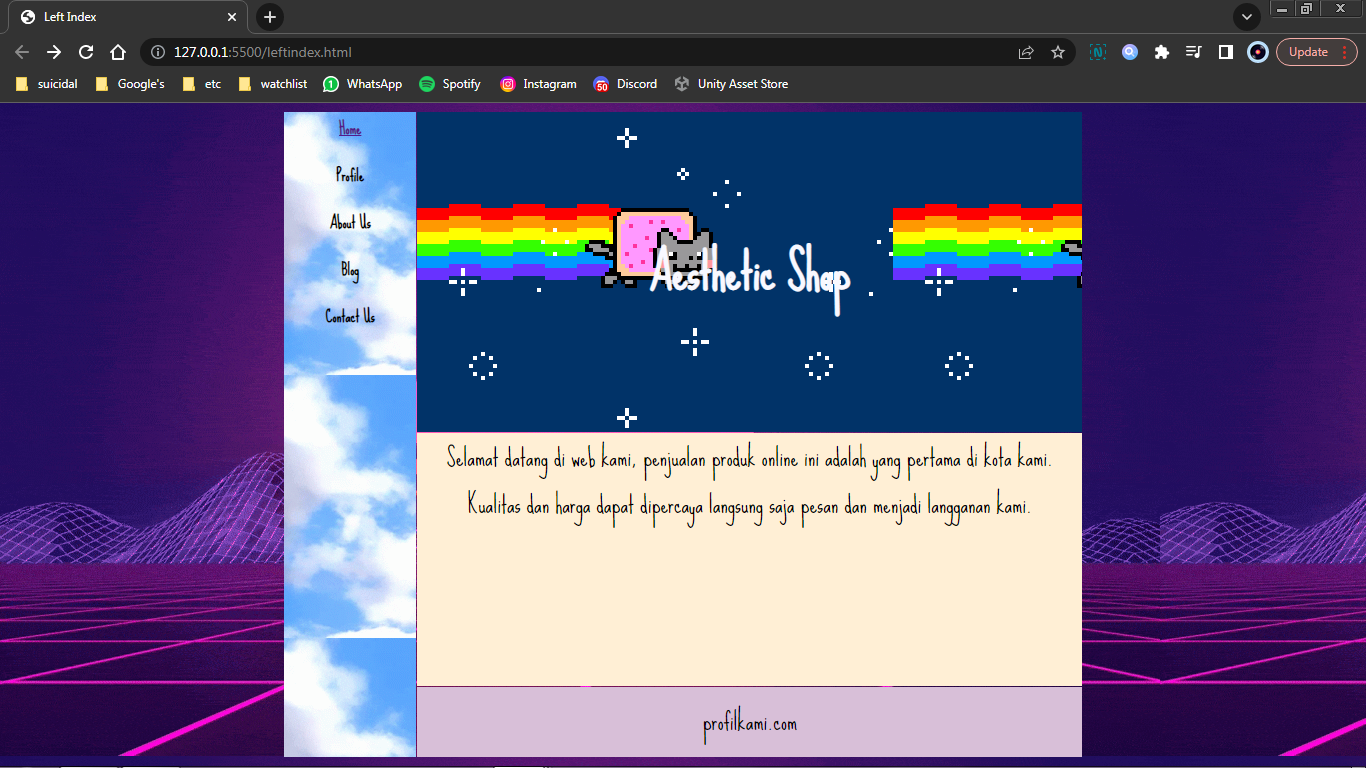 Left Index
127.0.0.1:5500/leftindex.html
Update
suicidal Google's etc watchlist 1 WhatsApp Spotify Instagram 50 Discord Unity Asset Store
Home
Profile
About Us
Blog
Contact Us
Aesthetic Shop
Selamat datang di web kami, penjualan produk online ini adalah yang pertama di kota kami.
Kualitas dan harga dapat dipercaya langsung saja pesan dan menjadi langganan kami.
profilkami.com